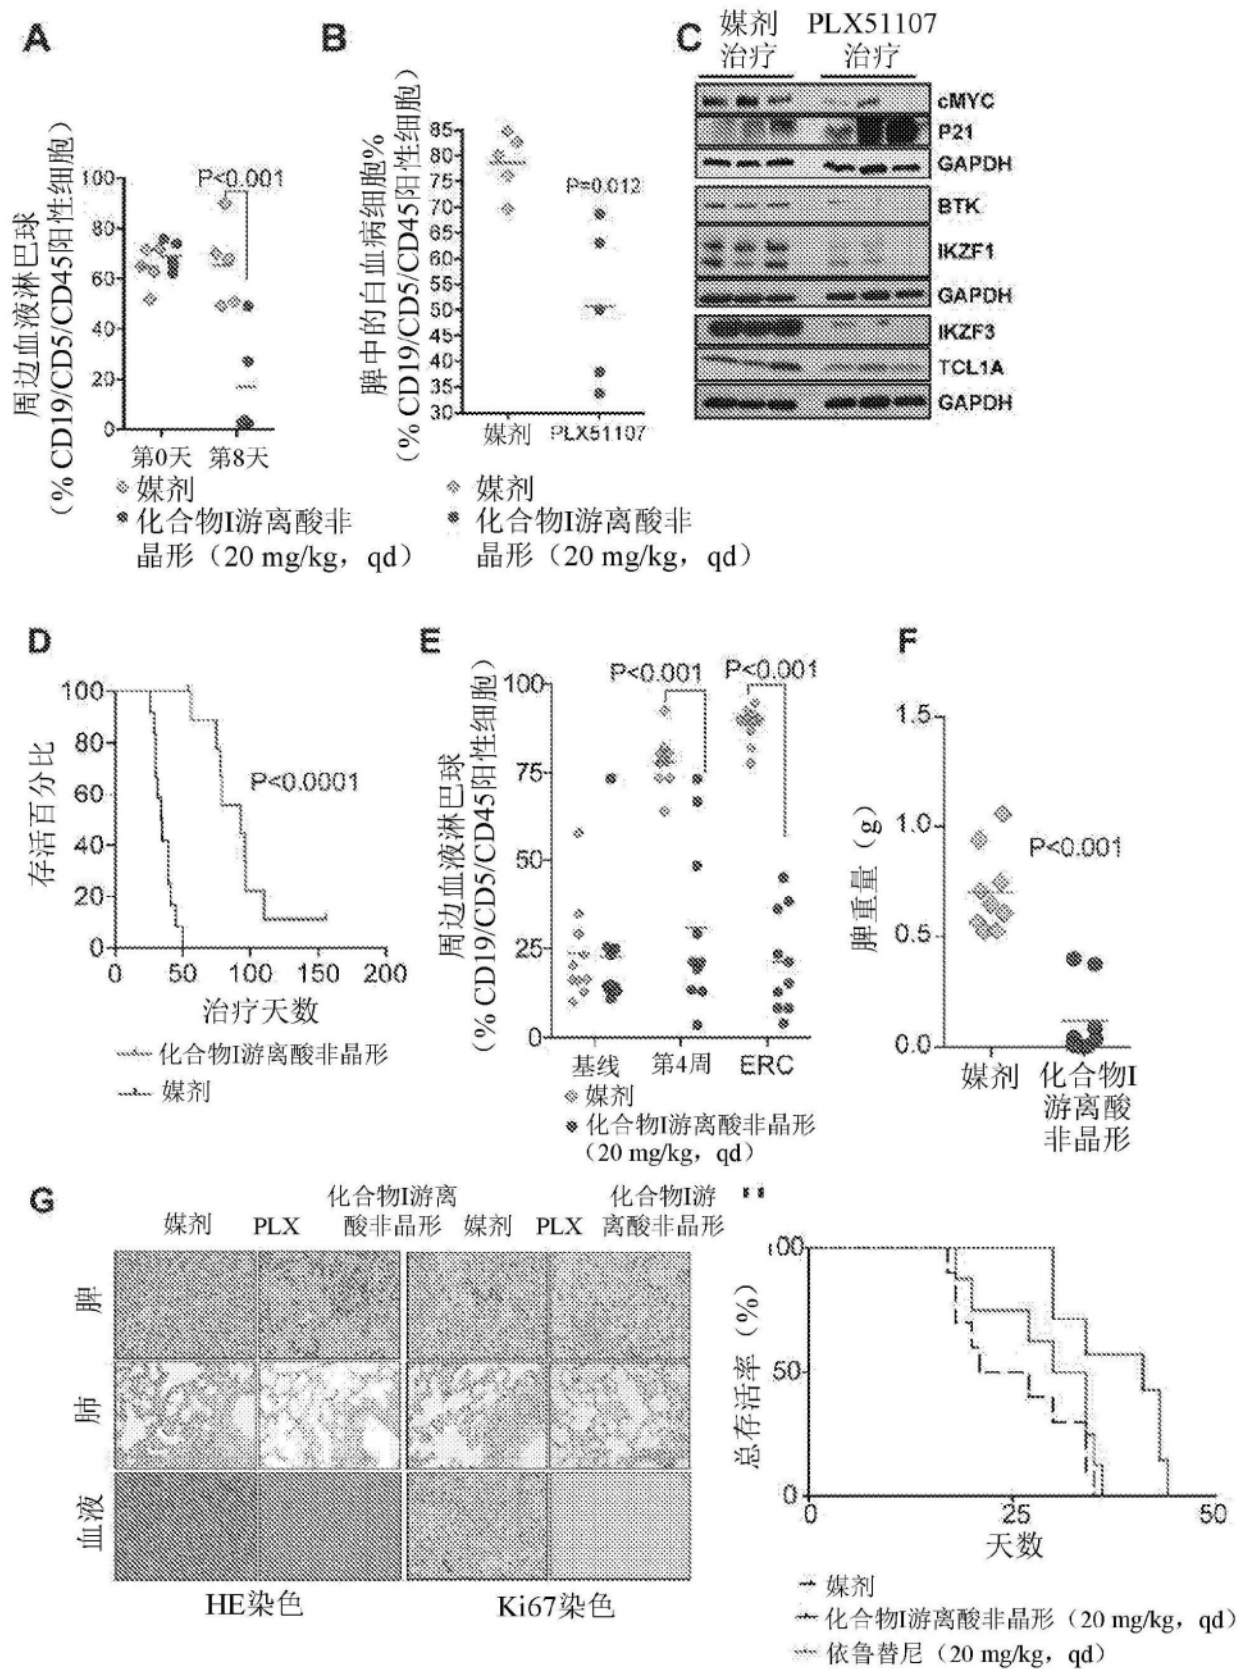 A
周边血液淋巴球
(% CD19/CD5/CD45阳性细胞)
100
80
60
40
20
0
P<0.001
第0天 第8天
媒剂
化合物I游离酸非
晶形（20 mg/kg，qd）
B
脾中的白血病细胞%
(% CD19/CD5/CD45阳性细胞)
85
80
75
70
65
60
55
50
45
40
35
30
P=0.012
媒剂 PLX51107
媒剂
化合物I游离酸非
晶形（20 mg/kg，qd）
C
媒剂 PLX51107
治疗 治疗
cMYC
P21
GAPDH
BTK
IKZF1
GAPDH
IKZF3
TCL1A
GAPDH
D
存活百分比
100
80
60
40
20
0
P<0.0001
0 50 100 150 200
治疗天数
化合物I游离酸非晶形
媒剂
E
周边血液淋巴球
(% CD19/CD5/CD45阳性细胞)
100
75
50
25
0
P<0.001 P<0.001
基线 第4周 ERC
媒剂
化合物I游离酸非晶形
（20 mg/kg，qd）
F
脾重量（g）
1.5
1.0
0.5
0.0
P<0.001
媒剂 化合物I
游离酸
非晶形
G
化合物I游离 化合物I游
媒剂 PLX 酸非晶形 媒剂 PLX 离酸非晶形
脾
肺
血液
HE染色 Ki67染色
总存活率（%）
100
50
0
0 25 50
天数
媒剂
化合物I游离酸非晶形（20 mg/kg，qd）
依鲁替尼（20 mg/kg，qd）